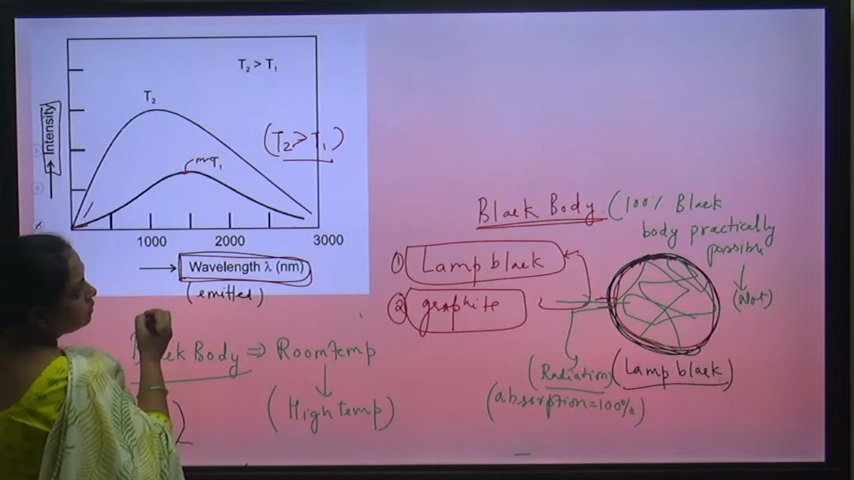 T2 > T1
T2
(T2 > T1)
Intensity
m T1
1000 2000 3000
Wavelength λ (nm)
(emitted)
Black Body (100% Black
body practically
possible
(Not)
① Lamp black
② graphite
(Radiation) (Lamp black)
(absorption=100%)
Body ⇒ Room temp
(High temp)